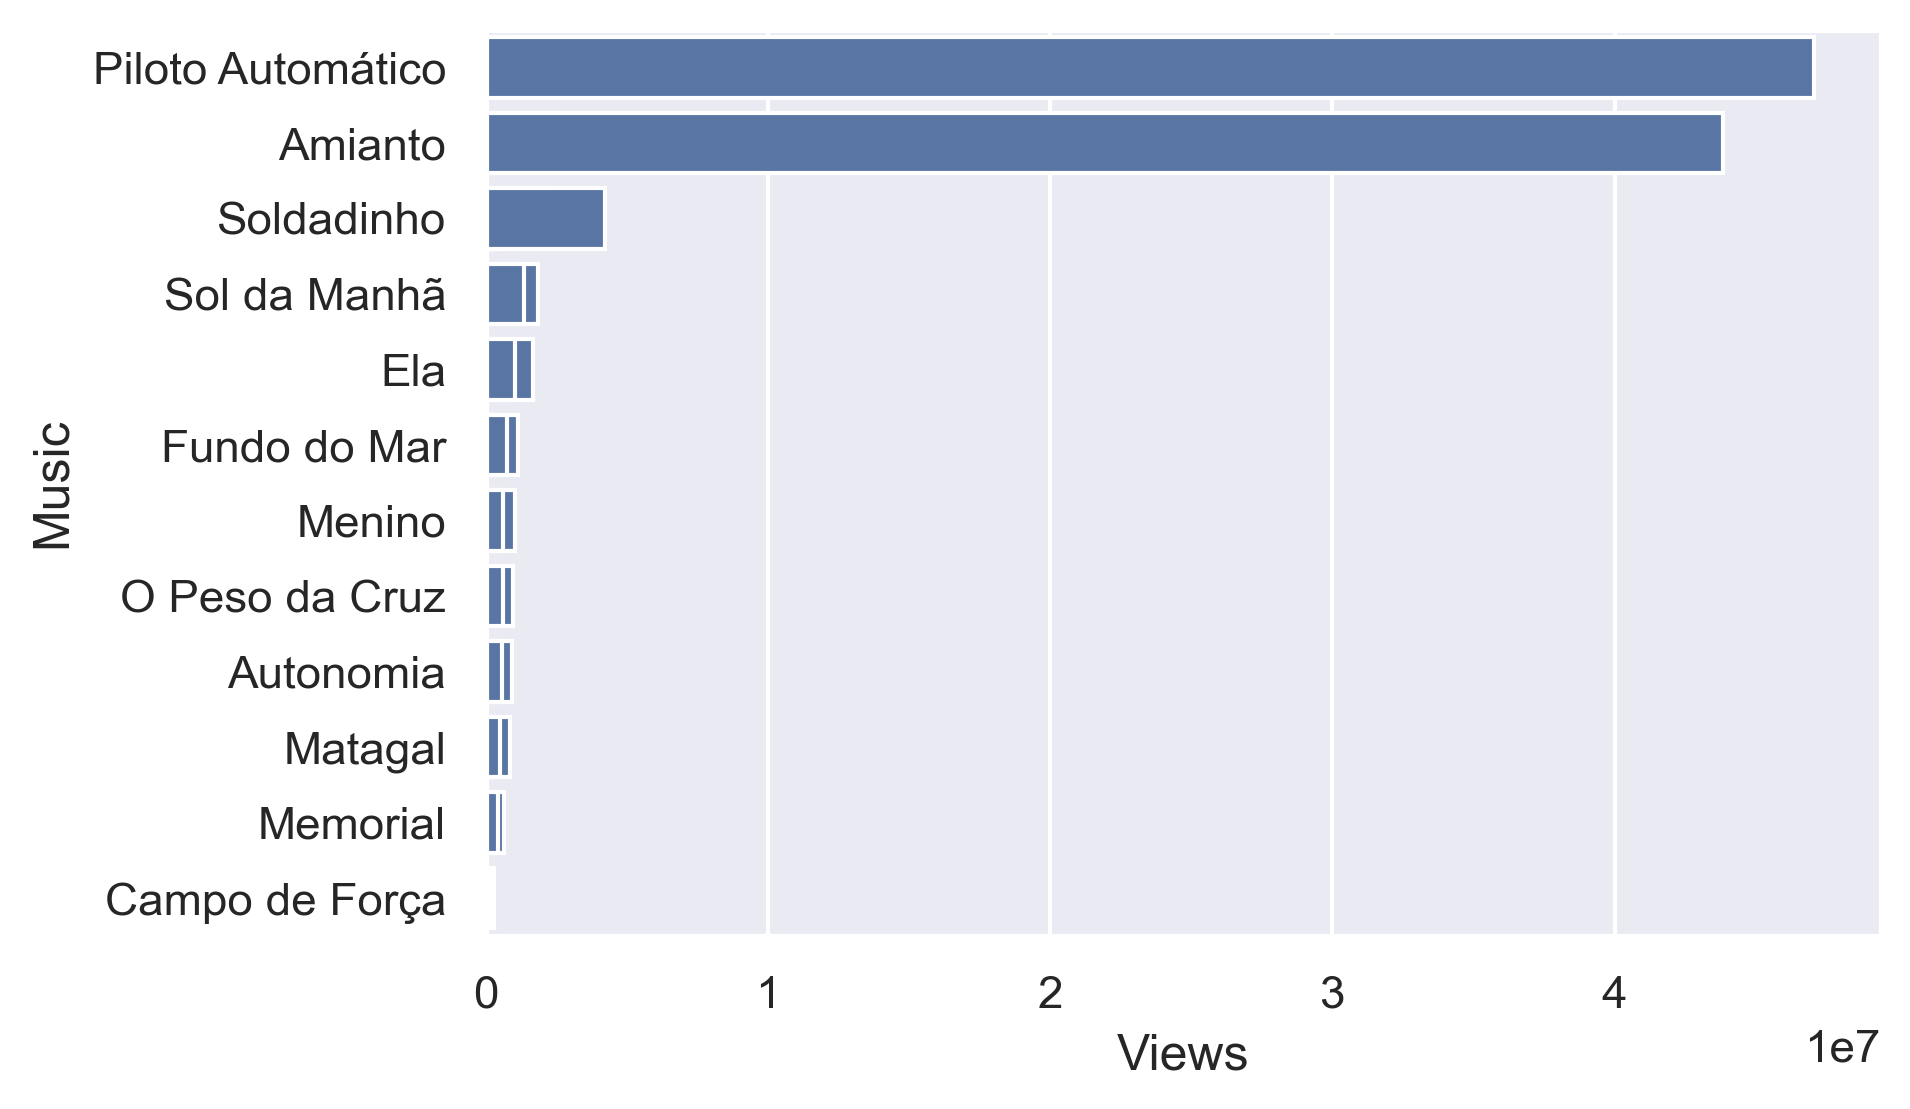 Piloto Automático
Amianto
Soldadinho
Sol da Manhã
Ela
Fundo do Mar
Menino
O Peso da Cruz
Autonomia
Matagal
Memorial
Campo de Força
Music
0 1 2 3 4
Views
1e7